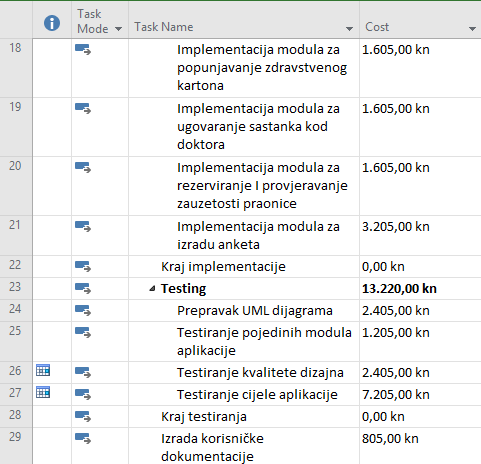 Task
Mode
Task Name
Cost
18
Implementacija modula za
popunjavanje zdravstvenog
kartona
1.605,00 kn
19
Implementacija modula za
ugovaranje sastanka kod
doktora
1.605,00 kn
20
Implementacija modula za
rezerviranje I provjeravanje
zauzetosti praonice
1.605,00 kn
21
Implementacija modula za
izradu anketa
3.205,00 kn
22
Kraj implementacije
0,00 kn
23
Testing
13.220,00 kn
24
Prepravak UML dijagrama
2.405,00 kn
25
Testiranje pojedinih modula
aplikacije
1.205,00 kn
26
Testiranje kvalitete dizajna
2.405,00 kn
27
Testiranje cijele aplikacije
7.205,00 kn
28
Kraj testiranja
0,00 kn
29
Izrada korisničke
dokumentacije
805,00 kn